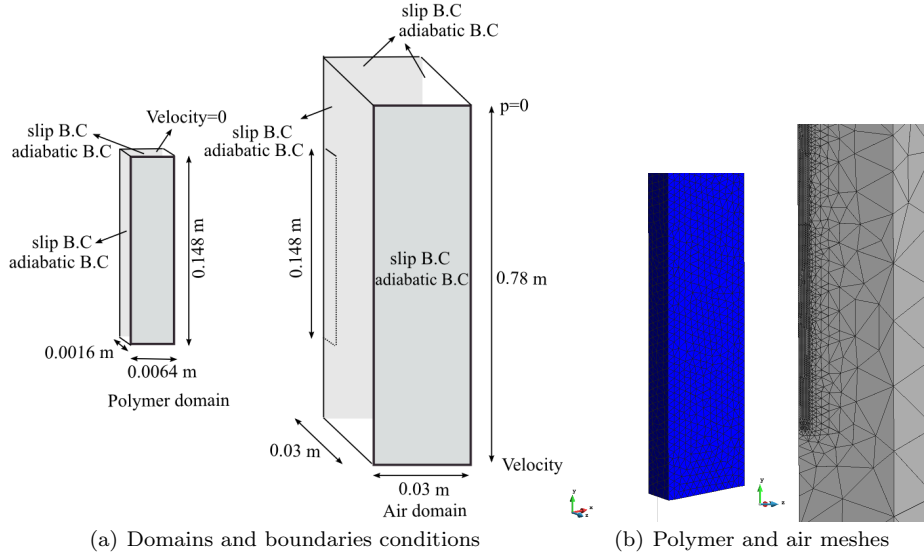 slip B.C
adiabatic B.C
Velocity=0
slip B.C
adiabatic B.C
slip B.C
adiabatic B.C
0.148 m
0.0016 m
0.0064 m
Polymer domain
slip B.C
adiabatic B.C
p=0
slip B.C
adiabatic B.C
0.148 m
slip B.C
adiabatic B.C
0.78 m
0.03 m
Velocity
0.03 m
Air domain
y
x
z
y
x
z
(a) Domains and boundaries conditions
(b) Polymer and air meshes